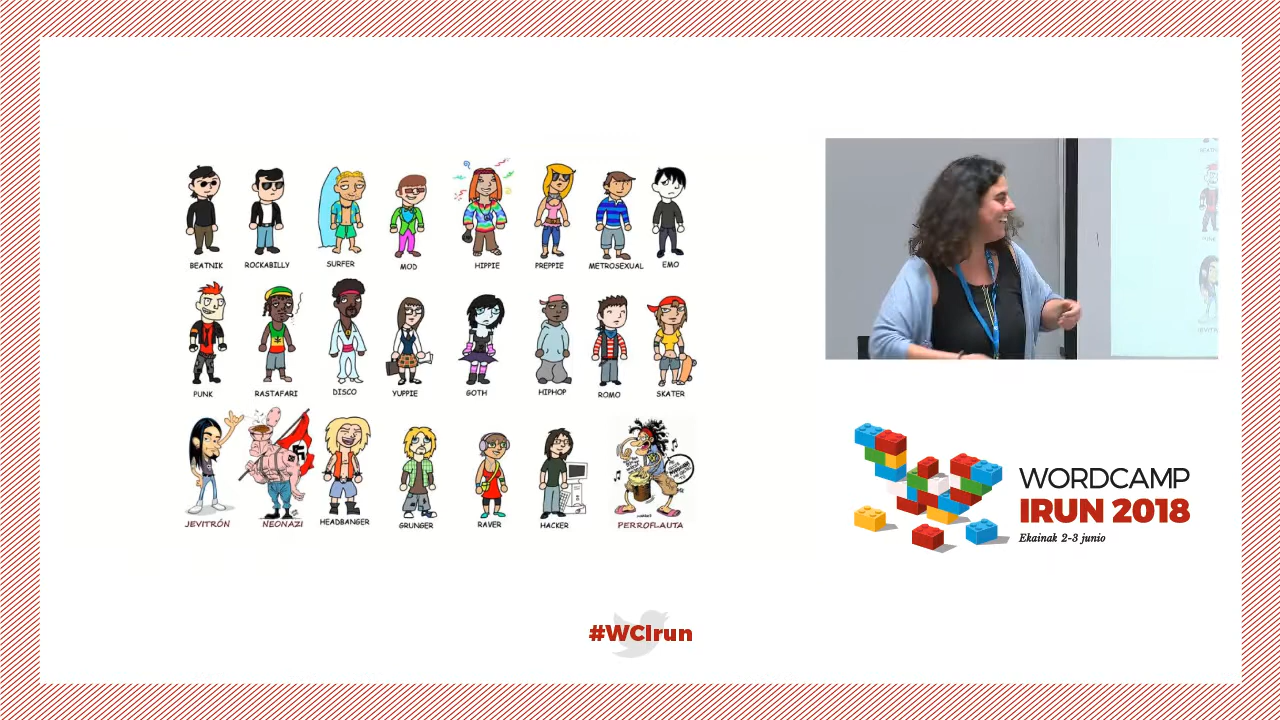 BEATNIK ROCKABILLY SURFER MOD HIPPIE PREPPIE METROSEXUAL EMO
PUNK RASTAFARI DISCO YUPPIE GOTH HIPHOP ROMO SKATER
JEVITRÓN NEONAZI HEADBANGER GRUNGER RAVER HACKER PERROFLAUTA
PUNK
WORDCAMP
IRUN 2018
Ekainak 2-3 junio
#WCIrun